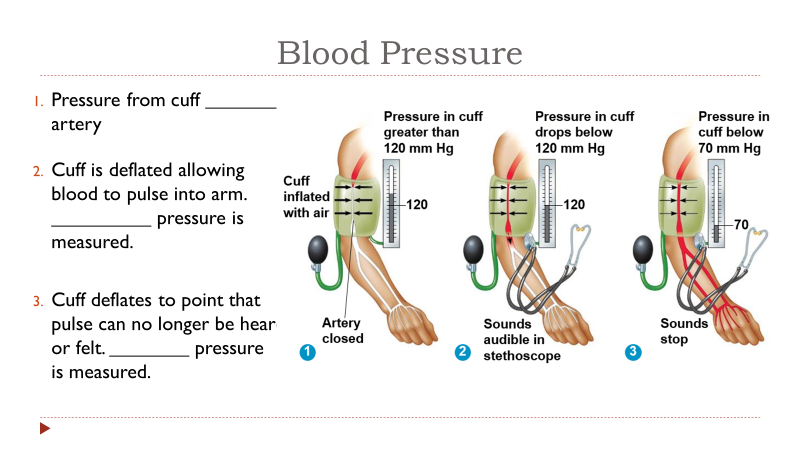 Blood Pressure
1. Pressure from cuff _______
artery
2. Cuff is deflated allowing
blood to pulse into arm.
__________ pressure is
measured.
3. Cuff deflates to point that
pulse can no longer be hear
or felt. ________ pressure
is measured.
Pressure in cuff
greater than
120 mm Hg
Cuff
inflated
with air
120
Artery
closed
1
Pressure in cuff
drops below
120 mm Hg
120
Sounds
audible in
stethoscope
2
Pressure in
cuff below
70 mm Hg
70
Sounds
stop
3